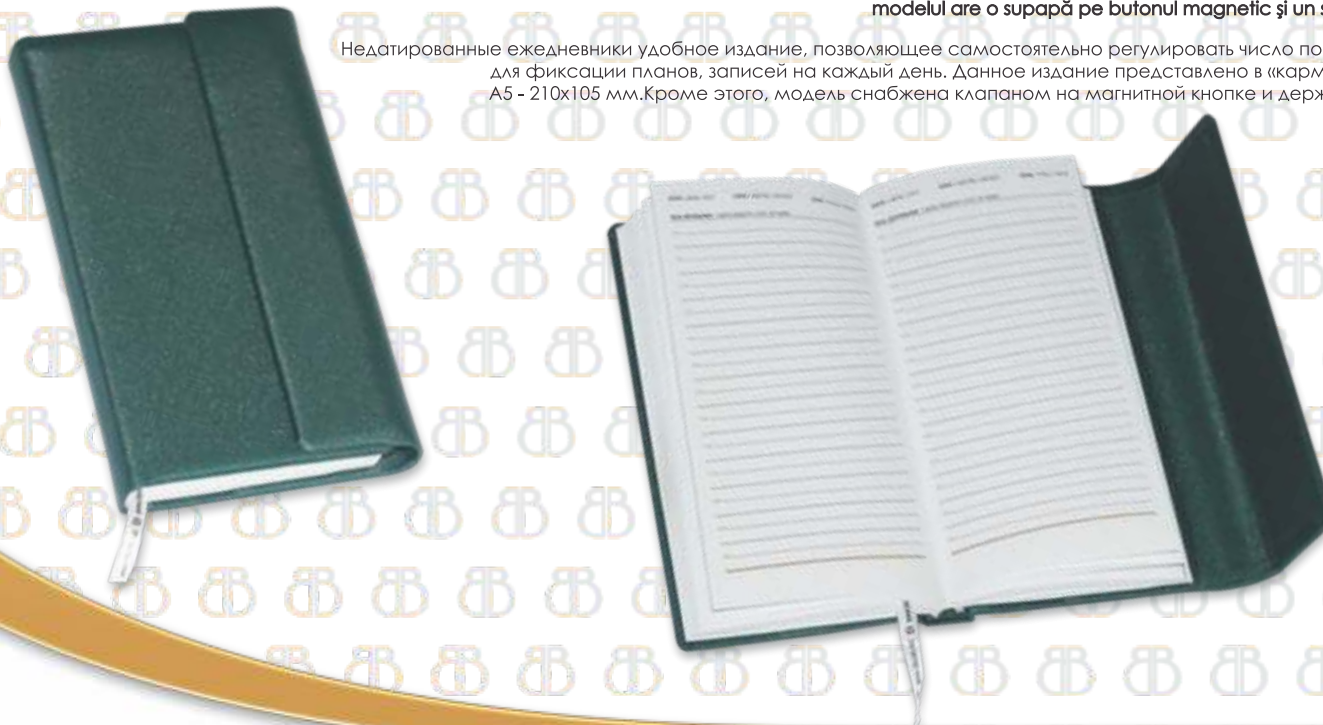 modelul are o supapă pe butonul magnetic și un s
Недатированные ежедневники удобное издание, позволяющее самостоятельно регулировать число по
для фиксации планов, записей на каждый день. Данное издание представлено в «карм
А5 - 210х105 мм.Кроме этого, модель снабжена клапаном на магнитной кнопке и держ